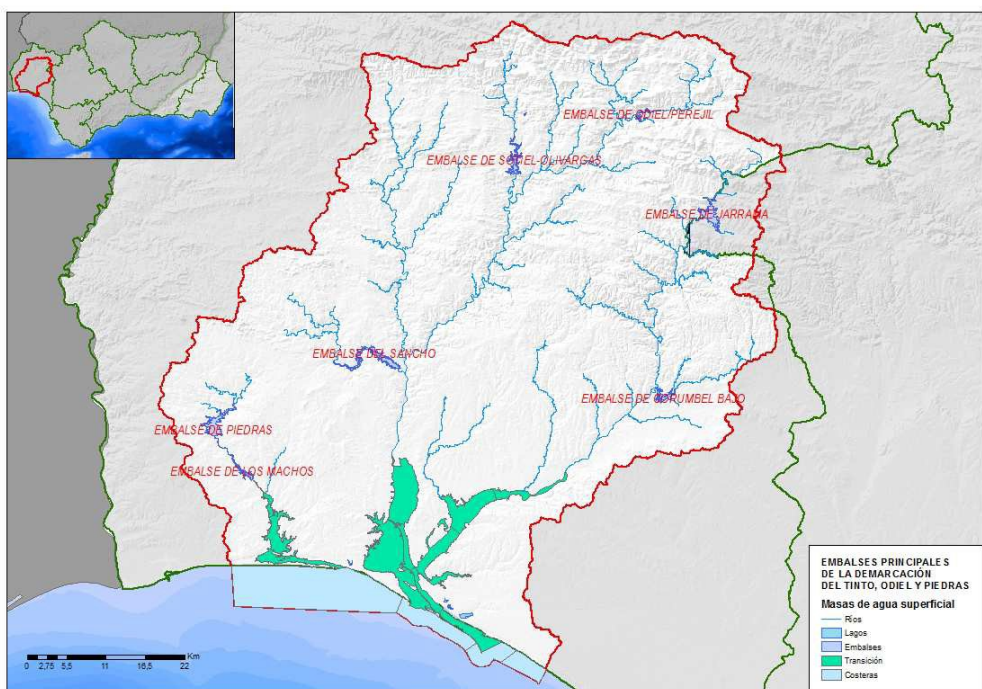 EMBALSE DE ODIEL/PEREJIL
EMBALSE DE SOTIEL-OLIVARGAS
EMBALSE DE JARRAMA
EMBALSE DEL SANCHO
EMBALSE DE CORUMBEL BAJO
EMBALSE DE PIEDRAS
EMBALSE DE LOS MACHOS
EMBALSES PRINCIPALES
DE LA DEMARCACIÓN
DEL TINTO, ODIEL Y PIEDRAS
Masas de agua superficial
Ríos
Lagos
Embalses
Transición
Costeras
Km
0 2,75 5,5 11 16,5 22